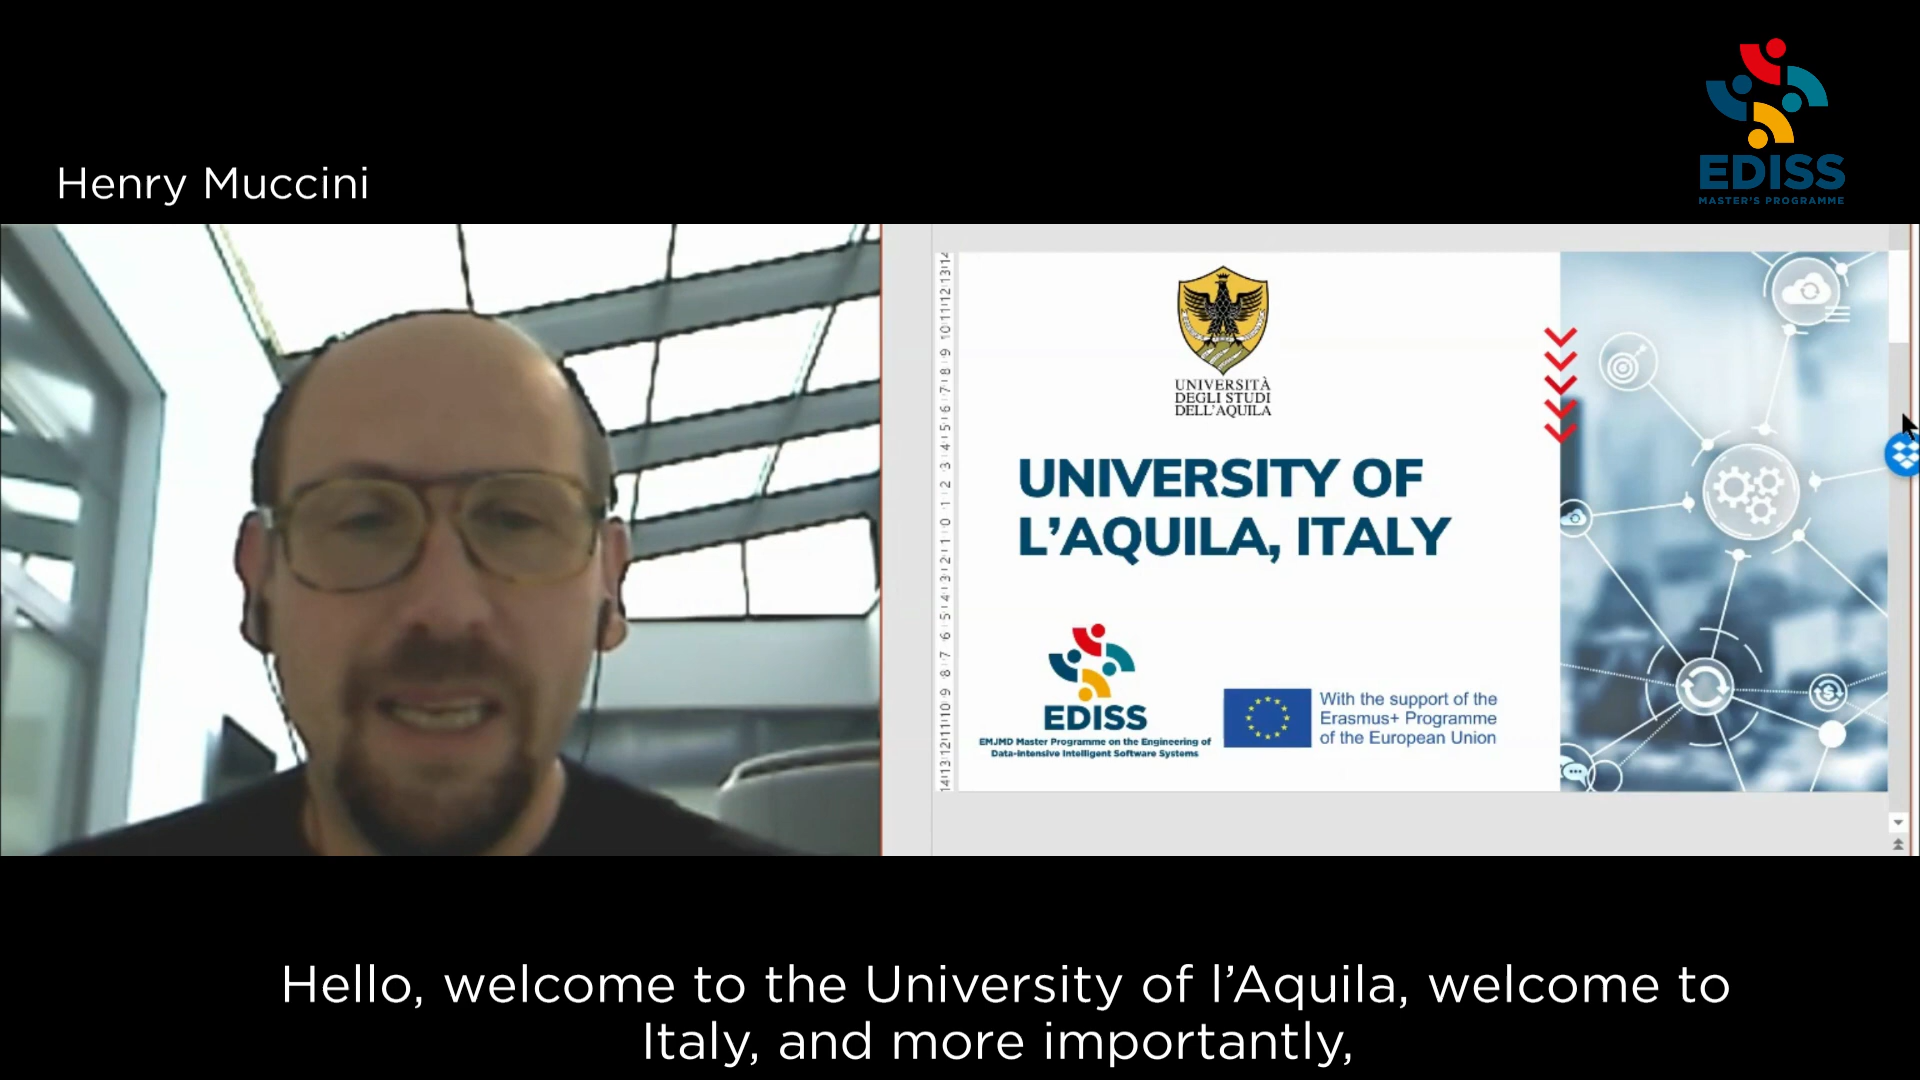 EDISS
MASTER'S PROGRAMME
Henry Muccini
UNIVERSITÀ
DEGLI STUDI
DELL'AQUILA
UNIVERSITY OF
L'AQUILA, ITALY
EDISS
EMJMD Master Programme on the Engineering of
Data-Intensive Intelligent Software Systems
With the support of the
Erasmus+ Programme
of the European Union
Hello, welcome to the University of l’Aquila, welcome to
Italy, and more importantly,